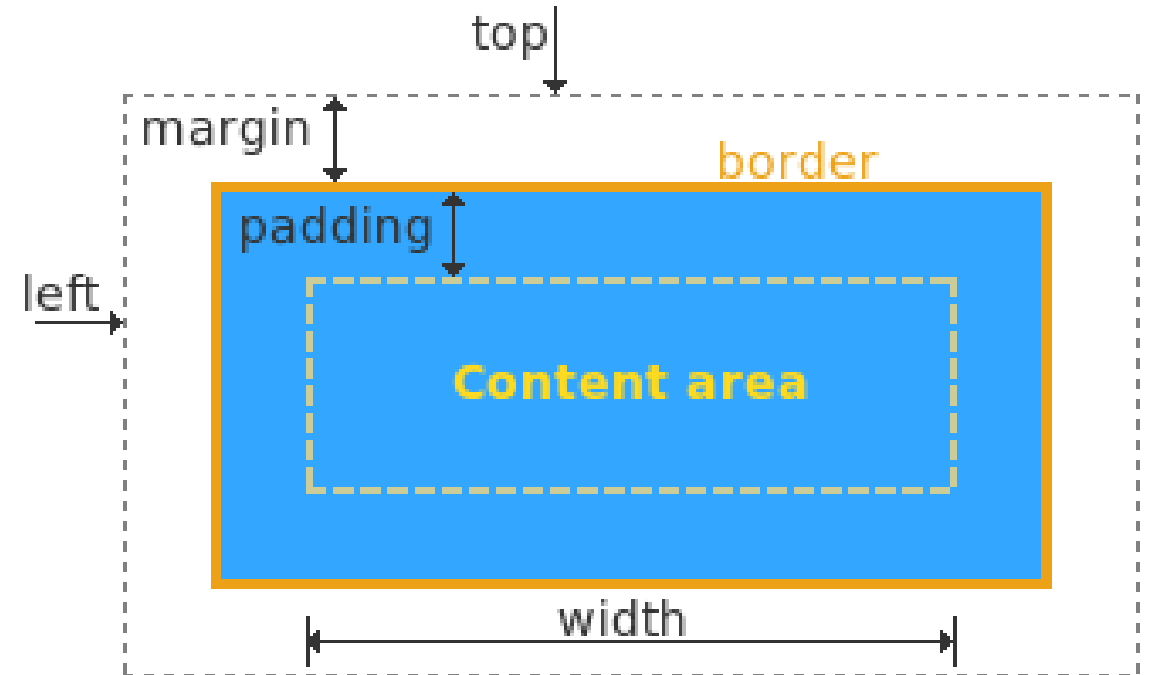 top
margin
border
padding
left
Content area
width